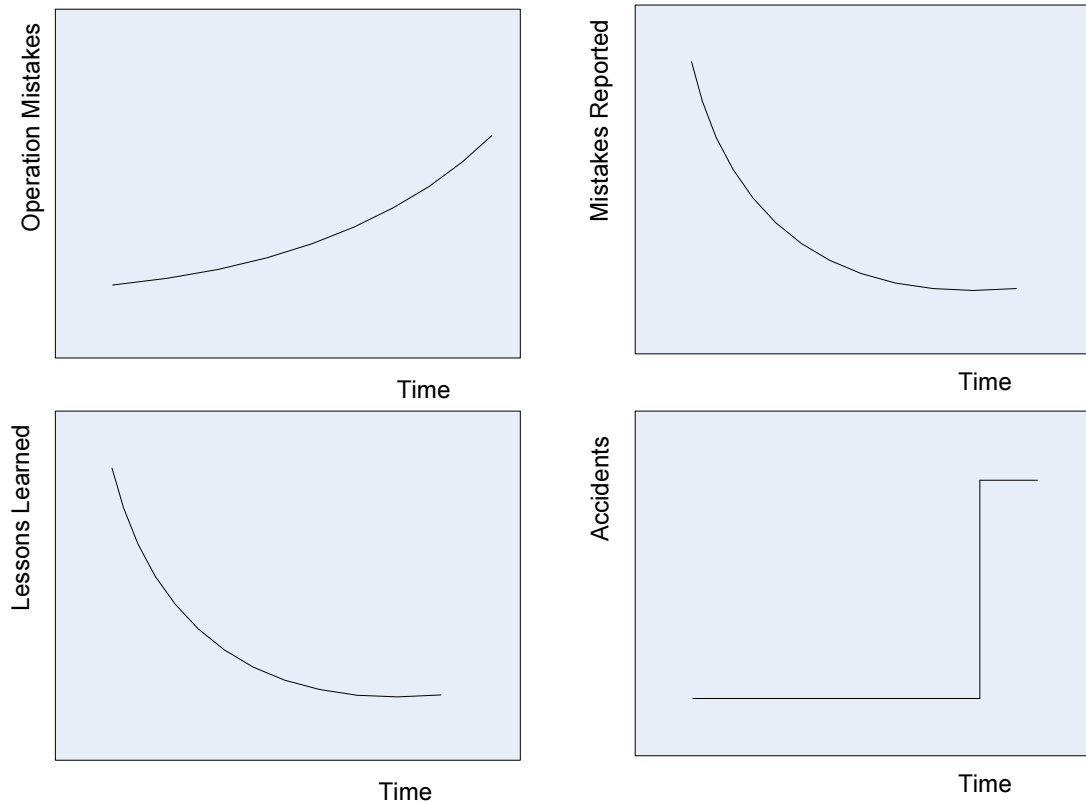 Operation Mistakes
Time
Mistakes Reported
Time
Lessons Learned
Time
Accidents
Time